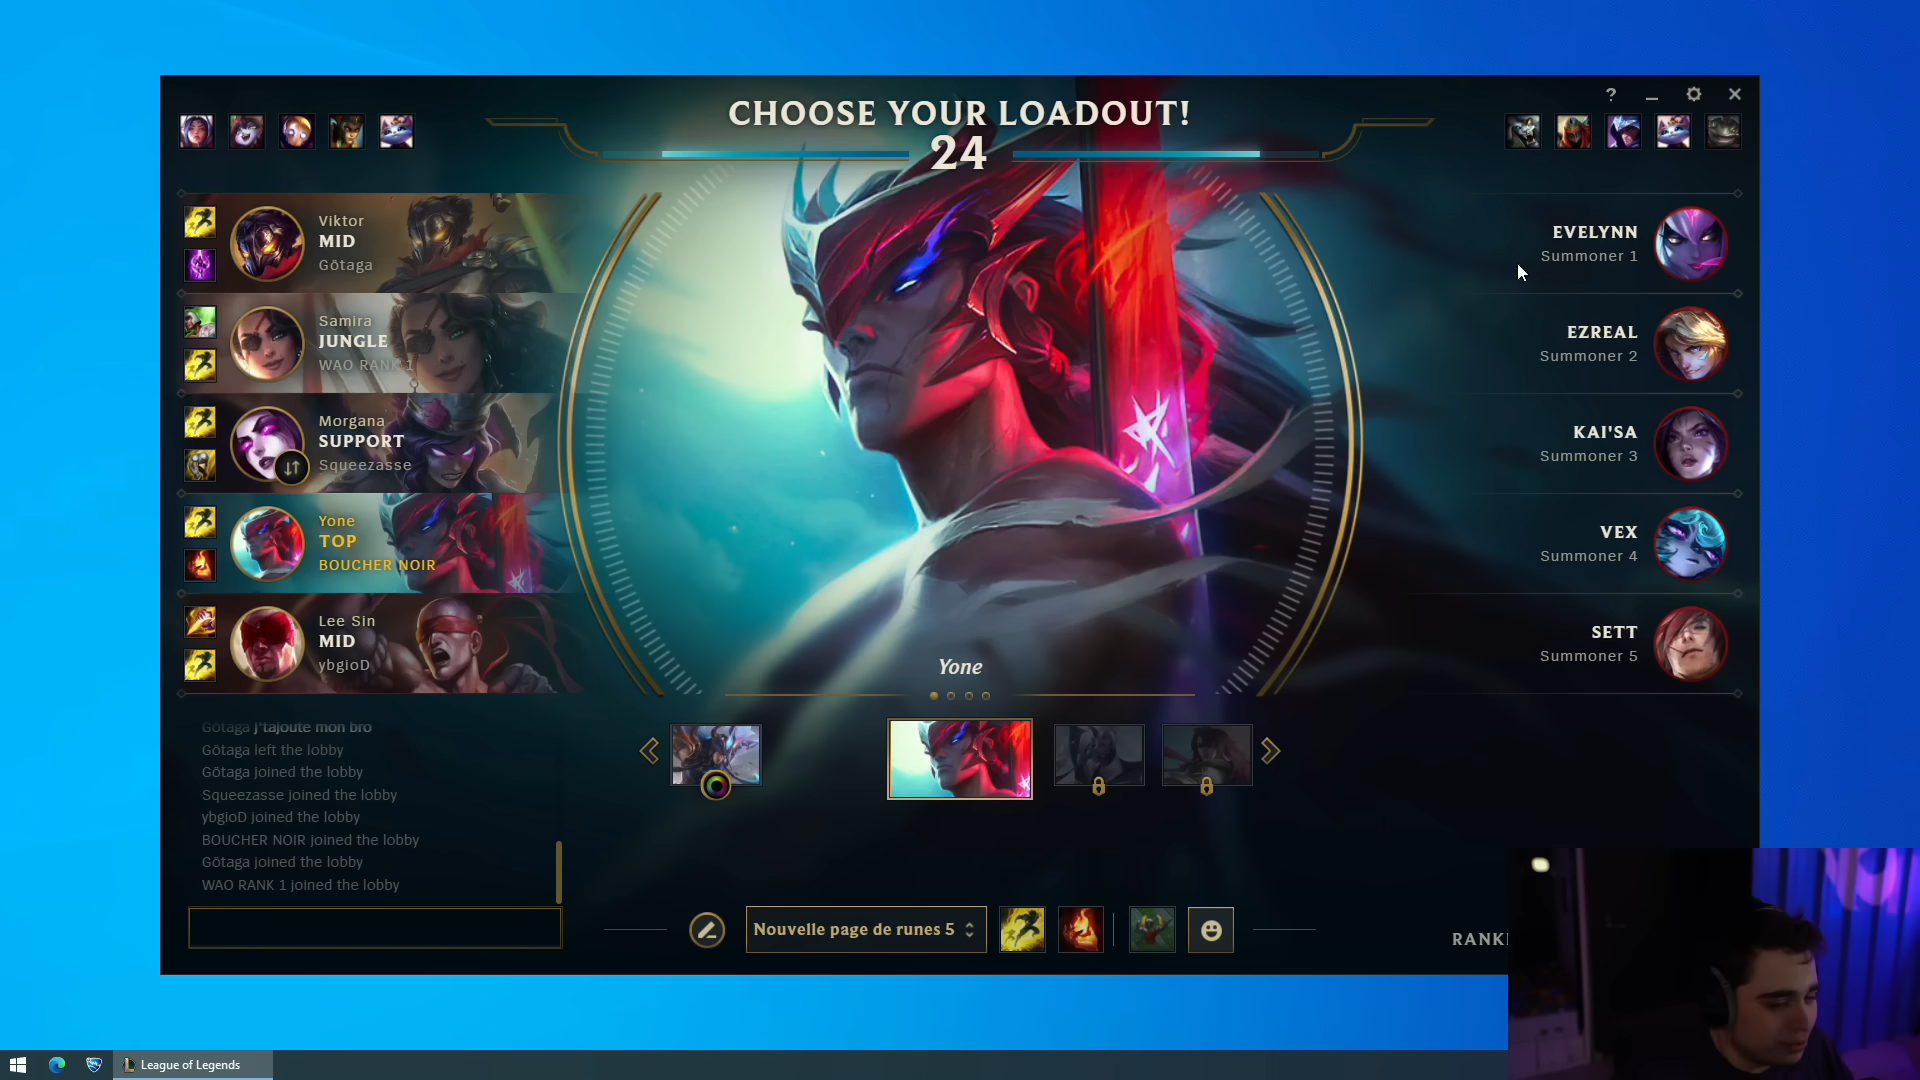 CHOOSE YOUR LOADOUT!
24
?
Viktor
MID
Gōtaga
Samira
JUNGLE
WAO RANK 1
Morgana
SUPPORT
Squeezasse
Yone
TOP
BOUCHER NOIR
Lee Sin
MID
ybgioD
EVELYNN
Summoner 1
EZREAL
Summoner 2
KAI'SA
Summoner 3
VEX
Summoner 4
SETT
Summoner 5
Yone
Gōtaga j'tajoute mon bro
Gōtaga left the lobby
Gōtaga joined the lobby
Squeezasse joined the lobby
ybgioD joined the lobby
BOUCHER NOIR joined the lobby
Gōtaga joined the lobby
WAO RANK 1 joined the lobby
Nouvelle page de runes 5
League of Legends